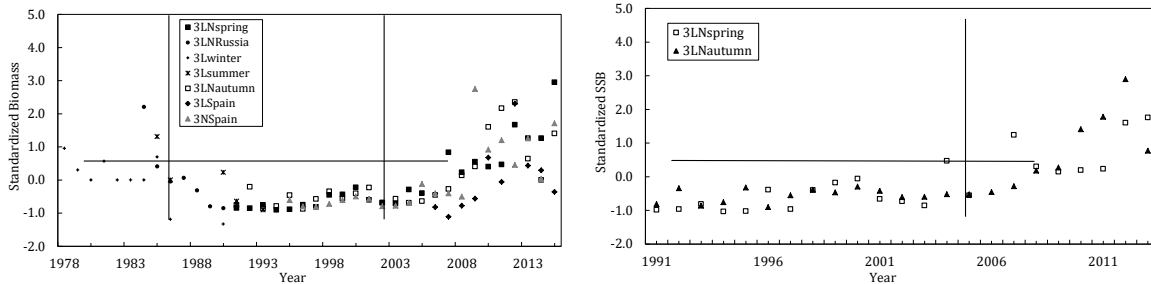 Standardized Biomass
5.0
4.0
3.0
2.0
1.0
0.0
-1.0
-2.0
3LNspring
3LNRussia
3Lwinter
3Lsummer
3LNautumn
3LSpain
3NSpain
1978 1983 1988 1993 1998 2003 2008 2013
Year
Standardized SSB
5.0
4.0
3.0
2.0
1.0
0.0
-1.0
-2.0
3LNspring
3LNautumn
1991 1996 2001 2006 2011
Year